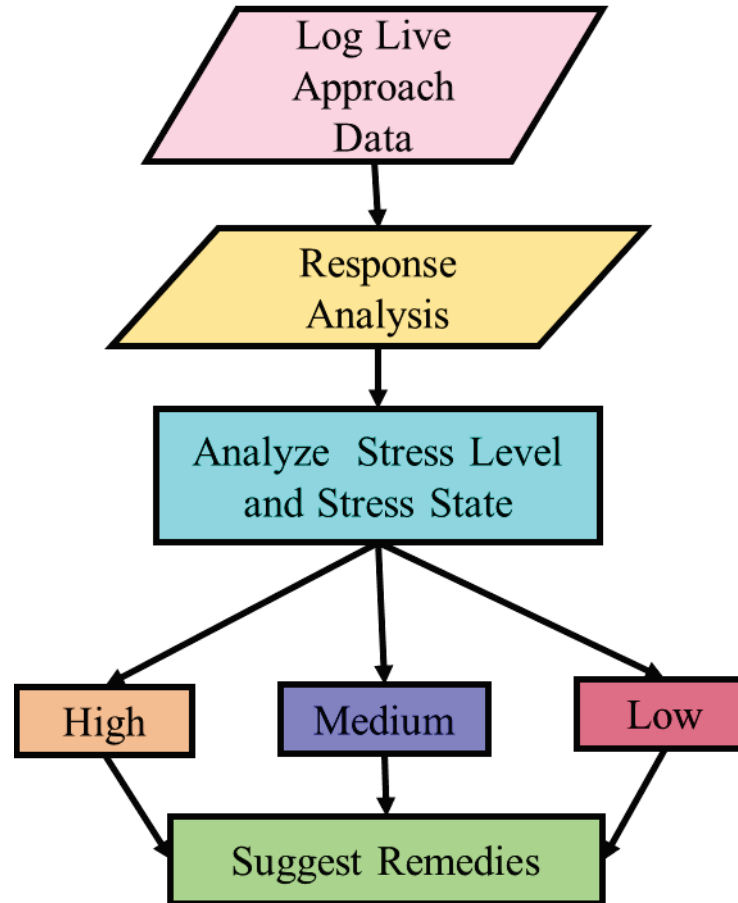 Log Live
Approach
Data
Response
Analysis
Analyze Stress Level
and Stress State
High
Medium
Low
Suggest Remedies